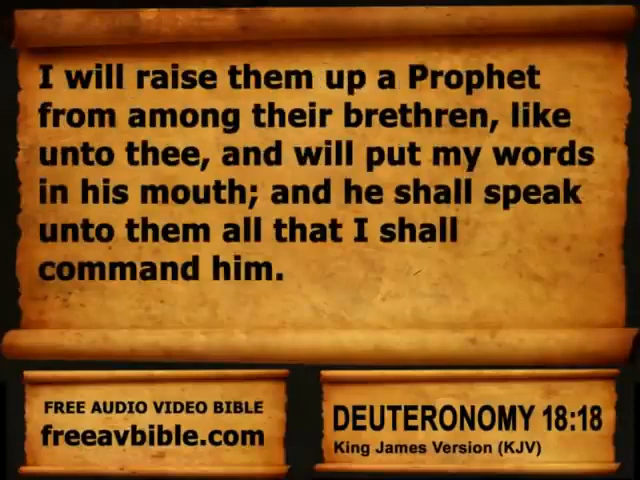 I will raise them up a Prophet
from among their brethren, like
unto thee, and will put my words
in his mouth; and he shall speak
unto them all that I shall
command him.
FREE AUDIO VIDEO BIBLE
freeavbible.com
DEUTERONOMY 18:18
King James Version (KJV)